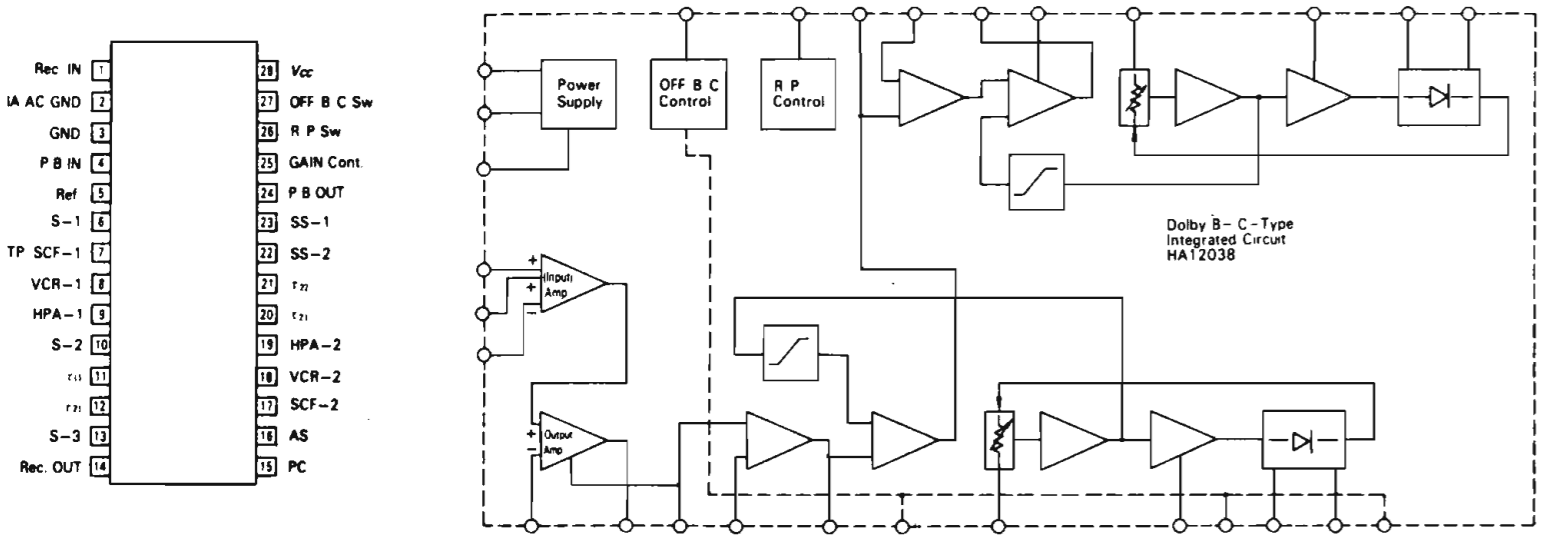 Rec IN 1
IA AC GND 2
GND 3
P B IN 4
Ref 5
S-1 6
TP SCF-1 7
VCR-1 8
HPA-1 9
S-2 10
11
12
S-3 13
Rec. OUT 14
28 Vcc
27 OFF B C Sw
26 R P Sw
25 GAIN Cont.
24 P B OUT
23 SS-1
22 SS-2
21 τ22
20 τ21
19 HPA-2
18 VCR-2
17 SCF-2
16 AS
15 PC
Power
Supply
OFF B C
Control
R P
Control
Dolby B-C-Type
Integrated Circuit
HA12038
+
(Input)
+ Amp
-
+ Output
- Amp